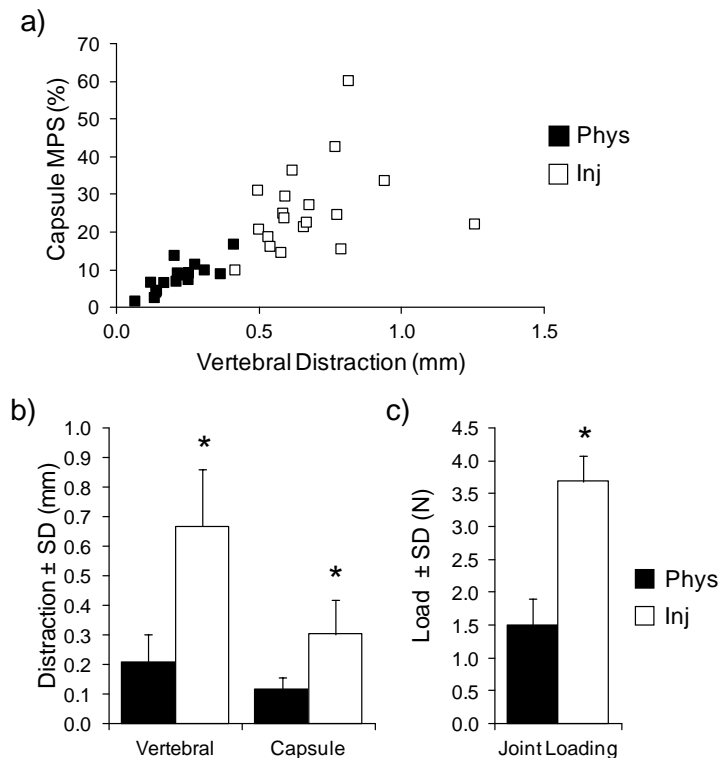 a)
Capsule MPS (%)
70
60
50
40
30
20
10
0
0.0 0.5 1.0 1.5
Vertebral Distraction (mm)
Phys
Inj
b)
Distraction ± SD (mm)
1.0
0.9
0.8
0.7
0.6
0.5
0.4
0.3
0.2
0.1
0.0
*
*
Vertebral Capsule
c)
Load ± SD (N)
4.5
4.0
3.5
3.0
2.5
2.0
1.5
1.0
0.5
0.0
*
Joint Loading
Phys
Inj